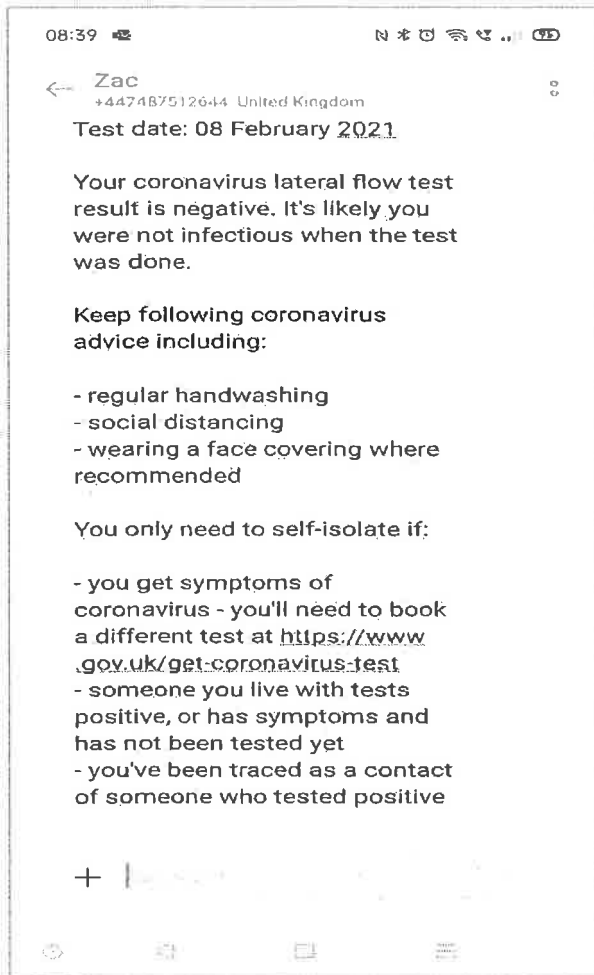 08:39
Zac
+447487512644 United Kingdom
Test date: 08 February 2021
Your coronavirus lateral flow test
result is negative. It's likely you
were not infectious when the test
was done.
Keep following coronavirus
advice including:
- regular handwashing
- social distancing
- wearing a face covering where
recommended
You only need to self-isolate if:
- you get symptoms of
coronavirus - you'll need to book
a different test at https://www
.gov.uk/get-coronavirus-test
- someone you live with tests
positive, or has symptoms and
has not been tested yet
- you've been traced as a contact
of someone who tested positive